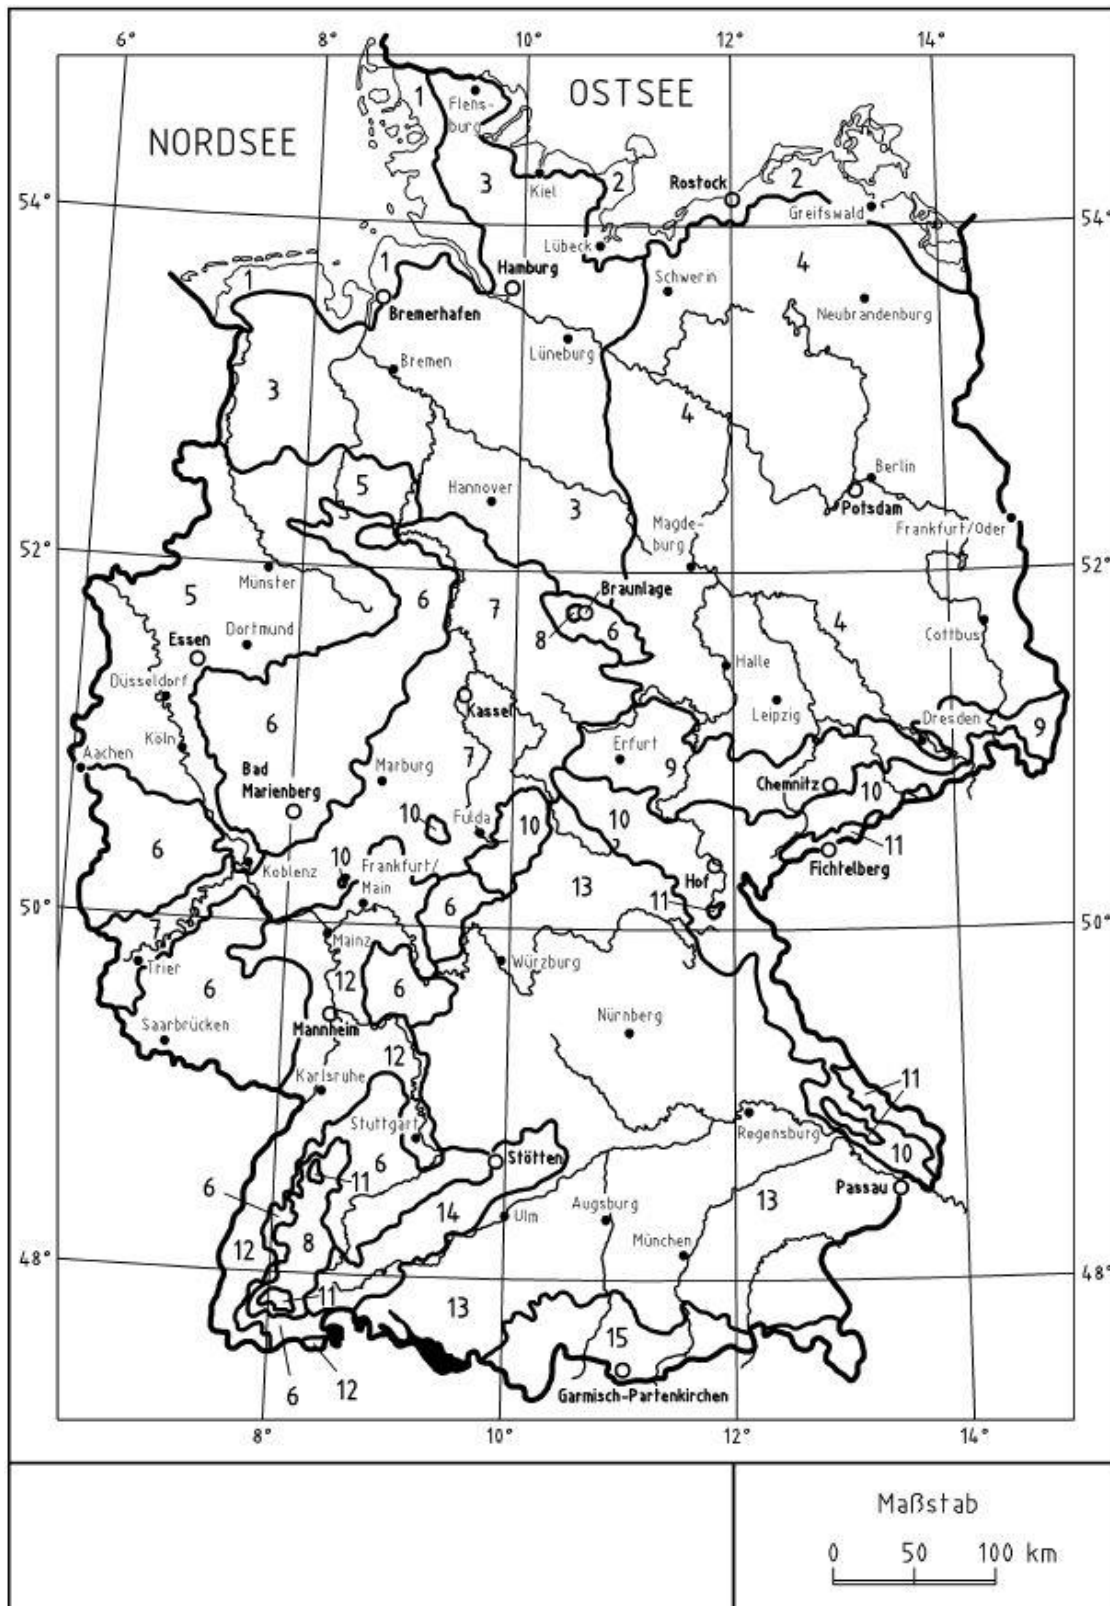 6°
8°
10°
12°
14°
NORDSEE
OSTSEE
1
Flens-
burg
3
Kiel
2
Rostock
2
54°
Greifswald
54°
Lübeck
1
1
Hamburg
Schwerin
4
Bremerhafen
Neubrandenburg
Lüneburg
Bremen
3
4
Berlin
5
Hannover
3
Potsdam
Magde-
burg
Frankfurt/Oder
52°
52°
Münster
5
6
7
Braunlage
8
6
4
Cottbus
Essen
Dortmund
Halle
Düsseldorf
Kassel
Leipzig
Dresden
9
6
Köln
Erfurt
Aachen
Marburg
7
9
Chemnitz
10
Bad
Marienberg
10
Fulda
10
10
11
6
Koblenz
10
Frankfurt/
Main
Hof
Fichtelberg
13
11
50°
50°
6
7
Mainz
Trier
Würzburg
6
12
6
Saarbrücken
Mannheim
Nürnberg
12
Karlsruhe
11
Stuttgart
Regensburg
6
Stötten
10
11
6
Passau
14
Ulm
Augsburg
13
12
8
München
48°
48°
11
13
15
6
12
Garmisch-Partenkirchen
8°
10°
12°
14°
Maßstab
0
50
100 km